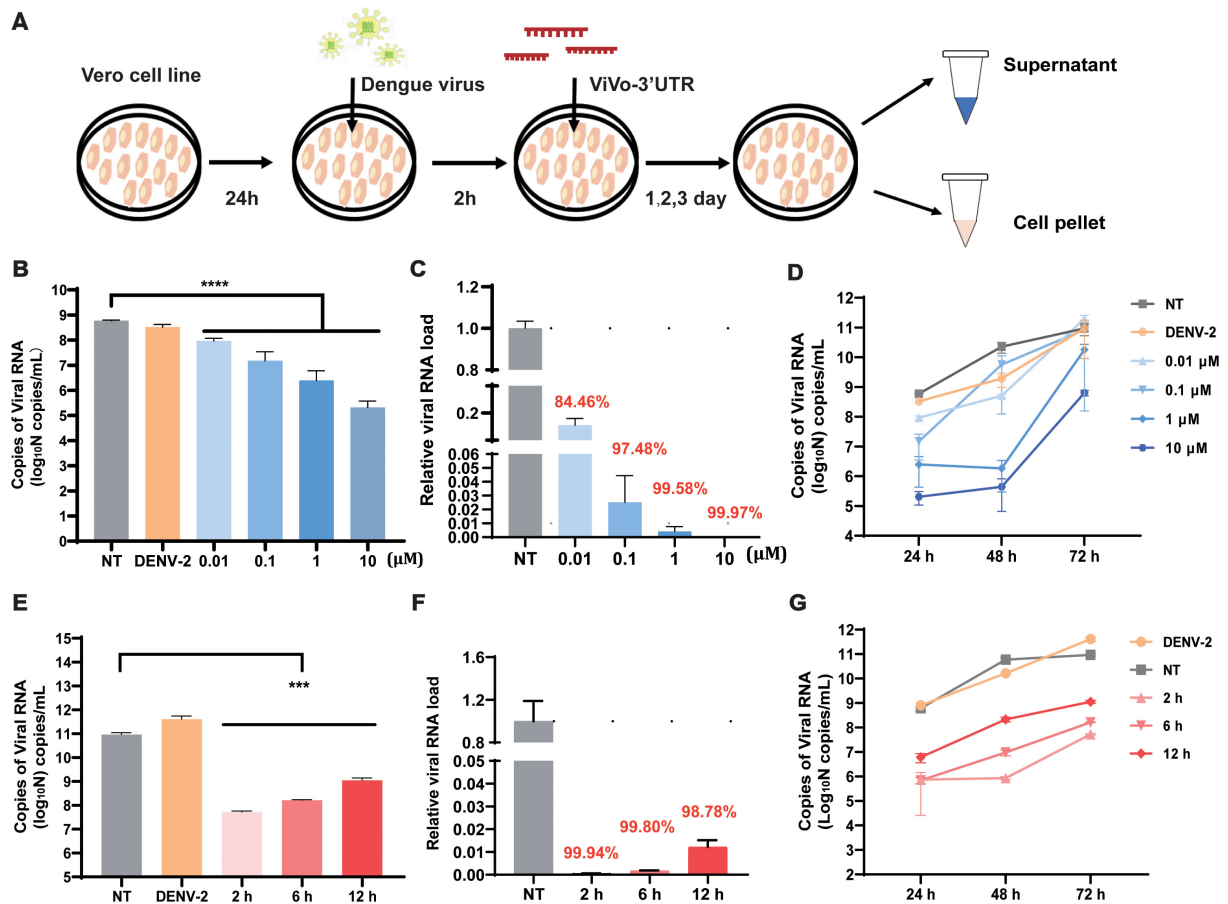 A
Vero cell line
Dengue virus
ViVo-3'UTR
Supernatant
24h
2h
1,2,3 day
Cell pellet
B
Copies of Viral RNA
(log₁₀N copies/mL)
10
9
8
7
6
5
4
3
2
1
0
****
NT DENV-2 0.01 0.1 1 10 (μM)
C
Relative viral RNA load
1.2
1.0
0.8
0.2
0.06
0.05
0.04
0.03
0.02
0.01
0.00
84.46%
97.48%
99.58%
99.97%
NT 0.01 0.1 1 10
D
Copies of Viral RNA
(log₁₀N) copies/mL
12
11
10
9
8
7
6
5
4
24 h 48 h 72 h
NT
DENV-2
0.01 μM
0.1 μM
1 μM
10 μM
E
Copies of Viral RNA
(log₁₀N) copies/mL
15
14
13
12
11
10
9
8
7
6
5
***
NT DENV-2 2 h 6 h 12 h
F
Relative viral RNA load
1.6
1.2
1.0
0.8
0.05
0.04
0.03
0.02
0.01
0.00
99.94%
99.80%
98.78%
NT 2 h 6 h 12 h
G
Copies of Viral RNA
(Log₁₀N copies/mL)
12
11
10
9
8
7
6
5
4
3
2
24 h 48 h 72 h
DENV-2
NT
2 h
6 h
12 h